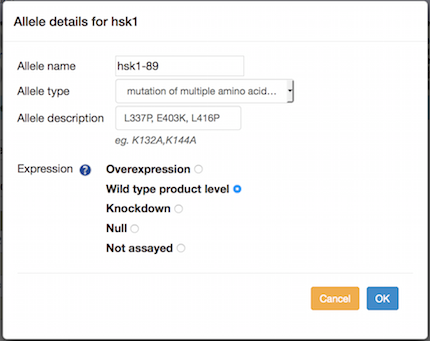 Allele details for hsk1
Allele name hsk1-89
Allele type mutation of multiple amino acid...
Allele description L337P, E403K, L416P
eg. K132A,K144A
Expression ? Overexpression
Wild type product level
Knockdown
Null
Not assayed
Cancel OK